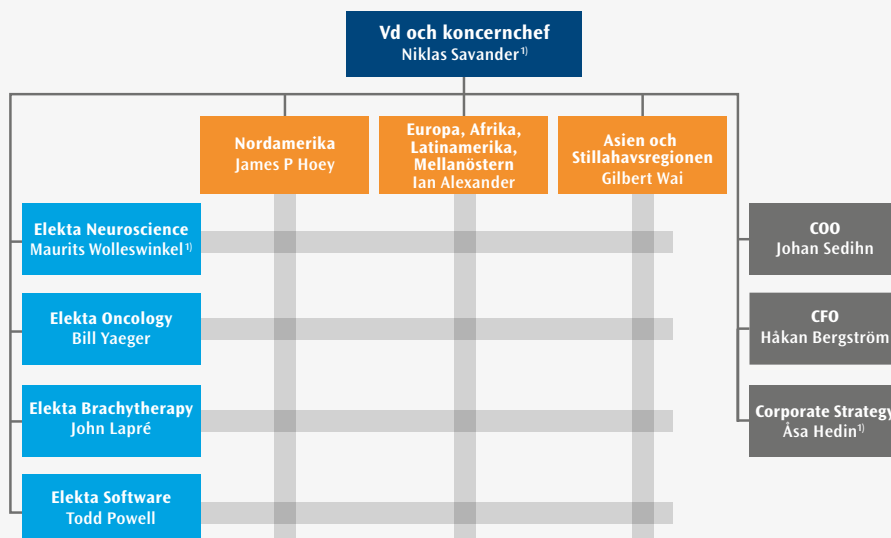 Vd och koncernchef
Niklas Savander¹⁾
Nordamerika
James P Hoey
Europa, Afrika,
Latinamerika,
Mellanöstern
Ian Alexander
Asien och
Stillahavsregionen
Gilbert Wai
Elekta Neuroscience
Maurits Wolleswinkel¹⁾
Elekta Oncology
Bill Yaeger
Elekta Brachytherapy
John Lapré
Elekta Software
Todd Powell
COO
Johan Sedihn
CFO
Håkan Bergström
Corporate Strategy
Åsa Hedin¹⁾